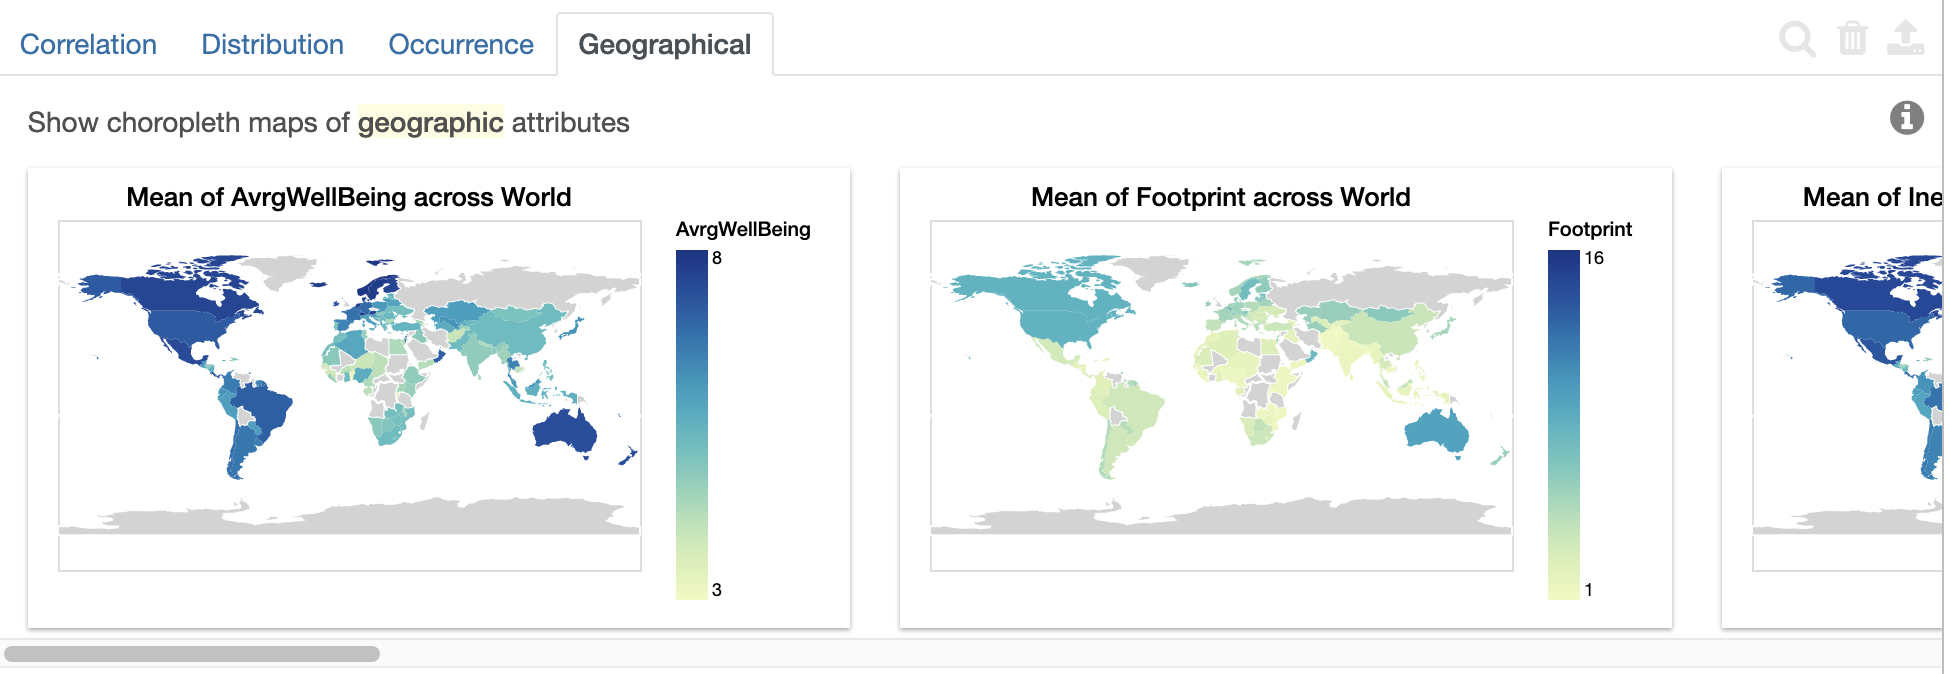 Correlation Distribution Occurrence Geographical
Show choropleth maps of geographic attributes
Mean of AvrgWellBeing across World
AvrgWellBeing
8
3
Mean of Footprint across World
Footprint
16
1
Mean of Ine